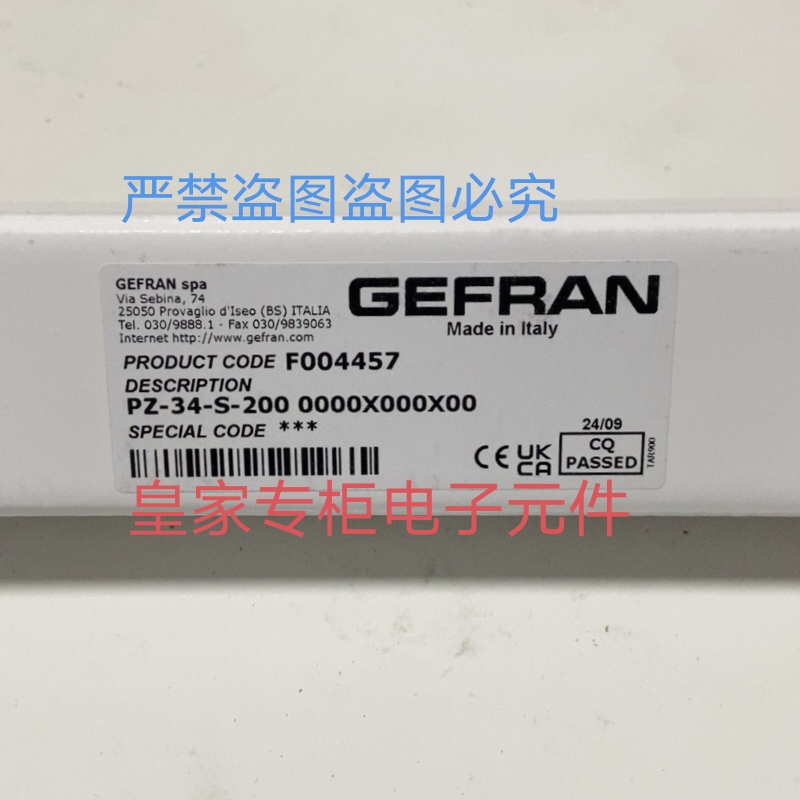 严禁盗图盗图必究
GEFRAN spa
Via Sebina, 74
25050 Provaglio d'Iseo (BS) ITALIA
Tel. 030/9888.1 - Fax 030/9839063
Internet http://www.gefran.com
GEFRAN
Made in Italy
PRODUCT CODE F004457
DESCRIPTION
PZ-34-S-200 0000X000X00
SPECIAL CODE ***
CE
UK
CA
24/09
CQ
PASSED
TAR900
皇家专柜电子元件